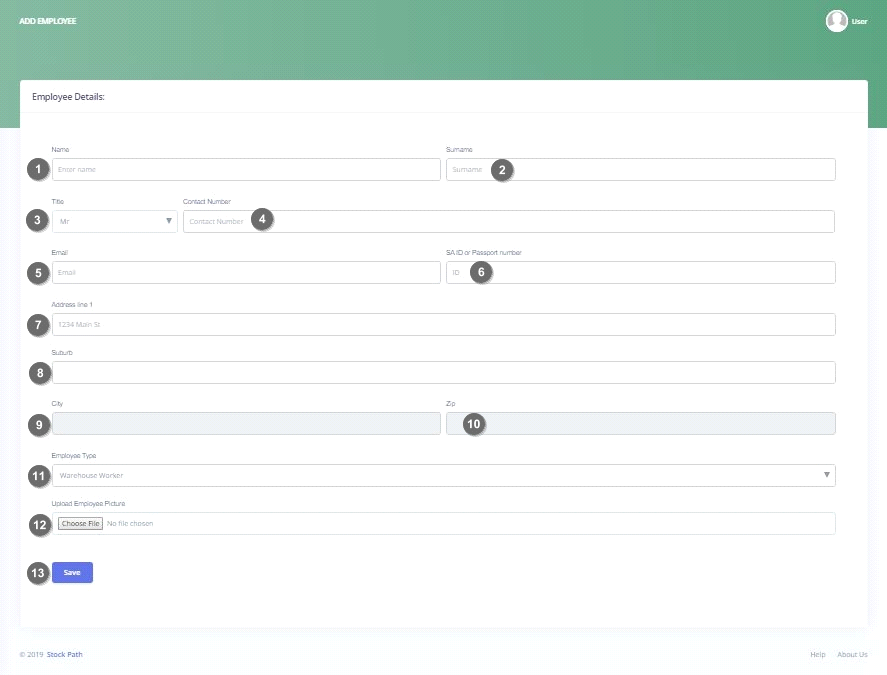 ADD EMPLOYEE
User
Employee Details:
Name
Surname
1 Enter name
Surname 2
Title
Contact Number
3 Mr
Contact Number 4
Email
SA ID or Passport number
5 Email
ID 6
Address line 1
7 1234 Main St
Suburb
8
City
Zip
9
10
Employee Type
11 Warehouse Worker
Upload Employee Picture
12 Choose File No file chosen
13 Save
© 2019 Stock Path
Help About Us